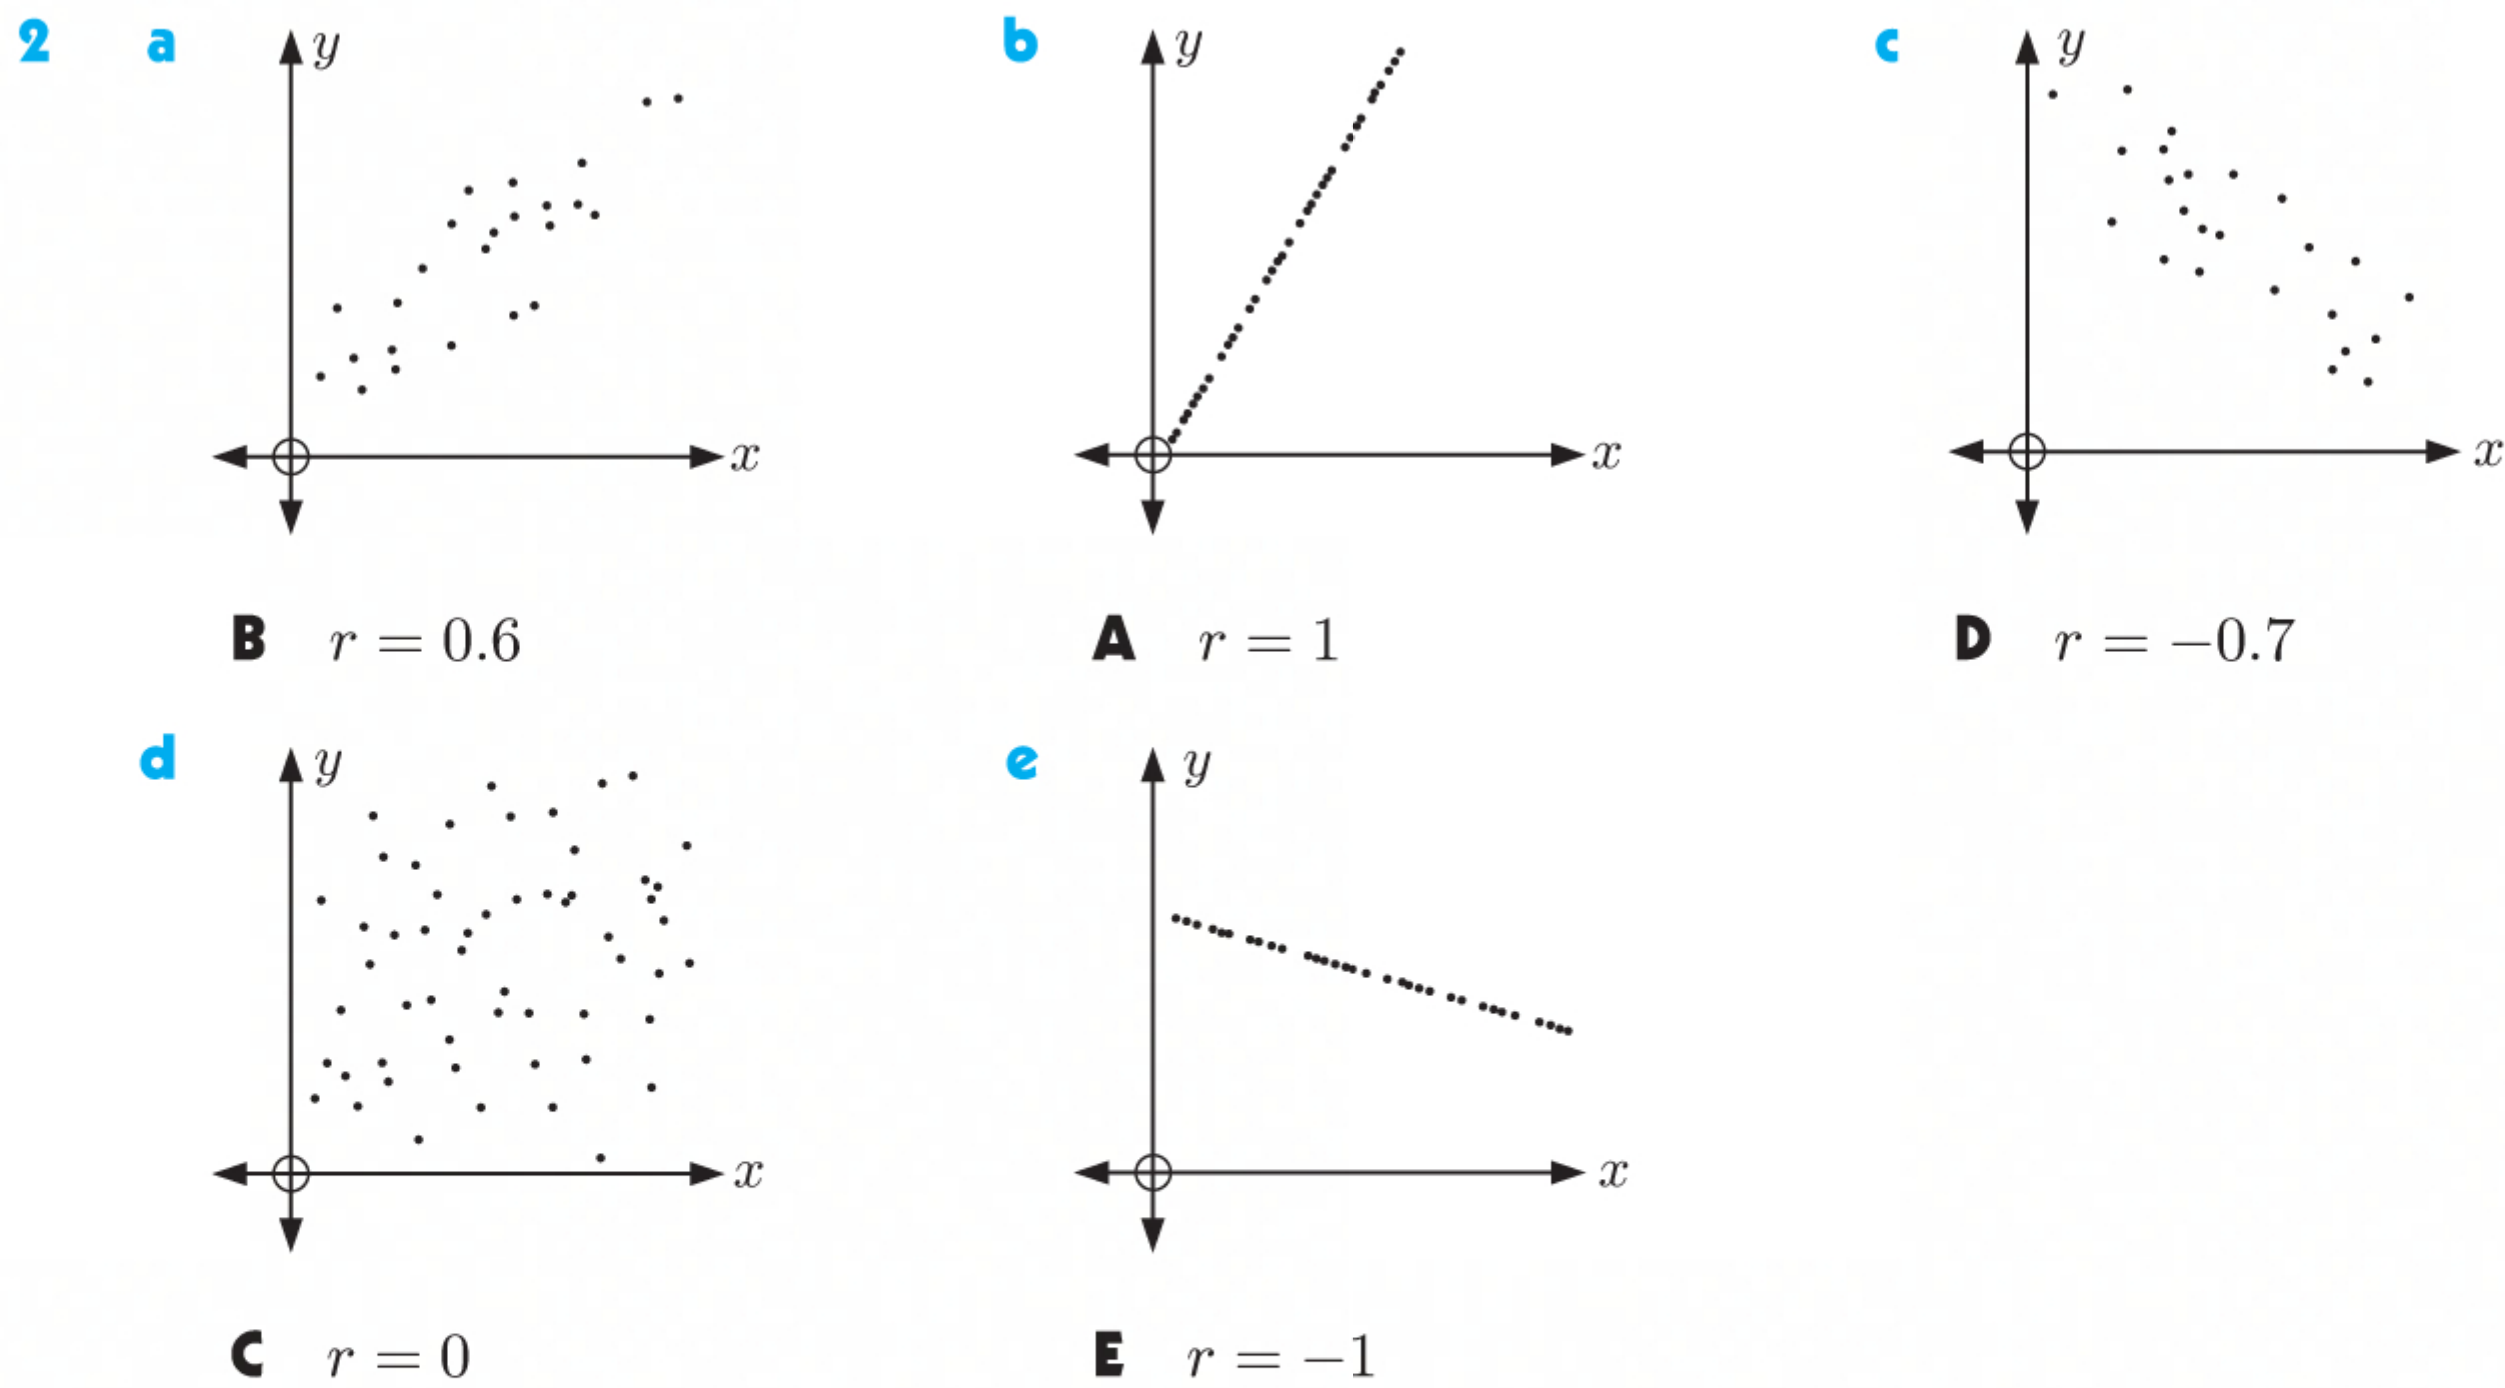 2 a y b y c y
x x x
B r = 0.6 A r = 1 D r = −0.7
d y e y
x x
C r = 0 E r = −1